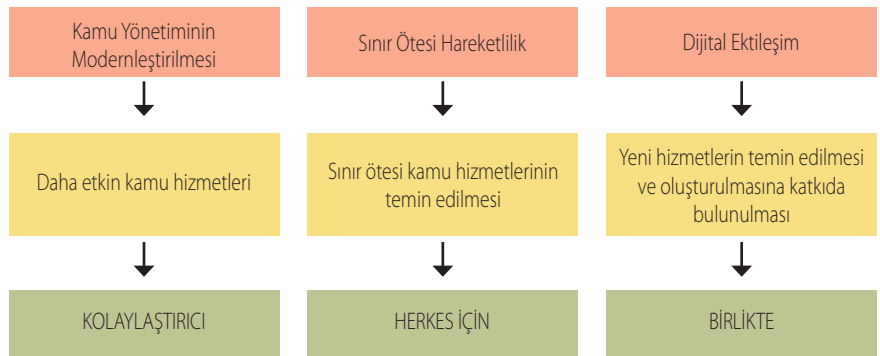 Kamu Yönetiminin
Modernleştirilmesi
Sınır Ötesi Hareketlilik
Dijital Ektileşim
Daha etkin kamu hizmetleri
Sınır ötesi kamu hizmetlerinin
temin edilmesi
Yeni hizmetlerin temin edilmesi
ve oluşturulmasına katkıda
bulunulması
KOLAYLAŞTIRICI
HERKES İÇİN
BİRLİKTE